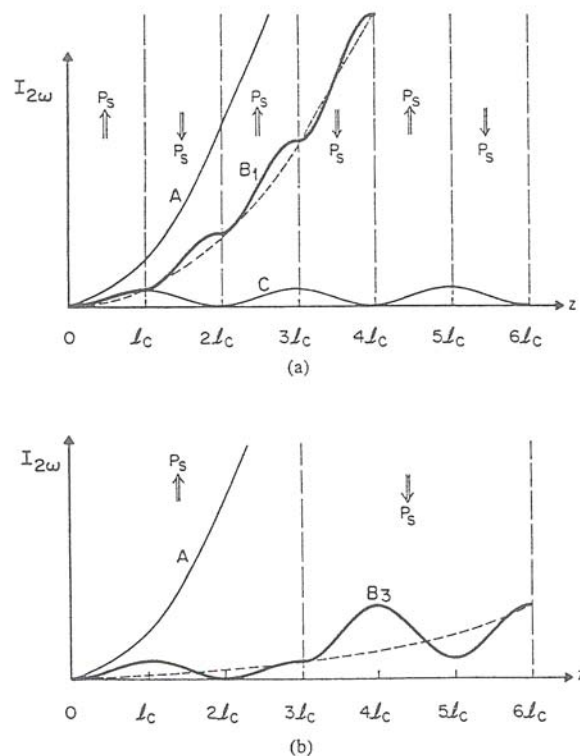 I2ω
Ps Ps Ps
Ps Ps Ps
A
B1
C
z
0 lc 2lc 3lc 4lc 5lc 6lc
(a)
I2ω
Ps
Ps
A
B3
0 lc 2lc 3lc 4lc 5lc 6lc
(b)